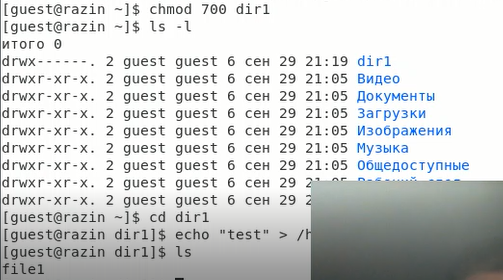 [guest@razin ~]$ chmod 700 dir1
[guest@razin ~]$ ls -l
итого 0
drwx------. 2 guest guest 6 сен 29 21:19 dir1
drwxr-xr-x. 2 guest guest 6 сен 29 21:05 Видео
drwxr-xr-x. 2 guest guest 6 сен 29 21:05 Документы
drwxr-xr-x. 2 guest guest 6 сен 29 21:05 Загрузки
drwxr-xr-x. 2 guest guest 6 сен 29 21:05 Изображения
drwxr-xr-x. 2 guest guest 6 сен 29 21:05 Музыка
drwxr-xr-x. 2 guest guest 6 сен 29 21:05 Общедоступные
drwxr-xr-x. 2 guest guest 6 сен 29 21:05
drwxr-xr-x. 2 guest guest 6 сен 29
[guest@razin ~]$ cd dir1
[guest@razin dir1]$ echo "test" > 
[guest@razin dir1]$ ls
file1